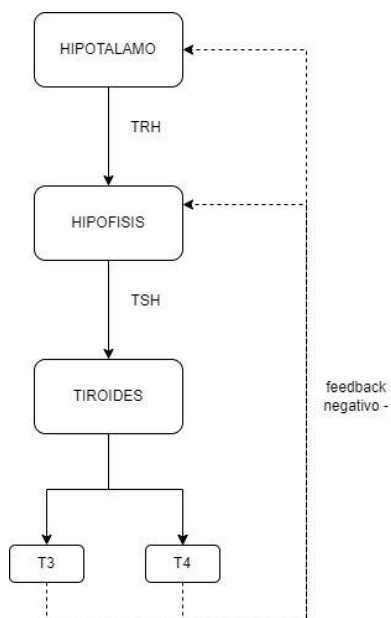 HIPOTALAMO
TRH
HIPOFISIS
TSH
TIROIDES
feedback
negativo -
T3
T4